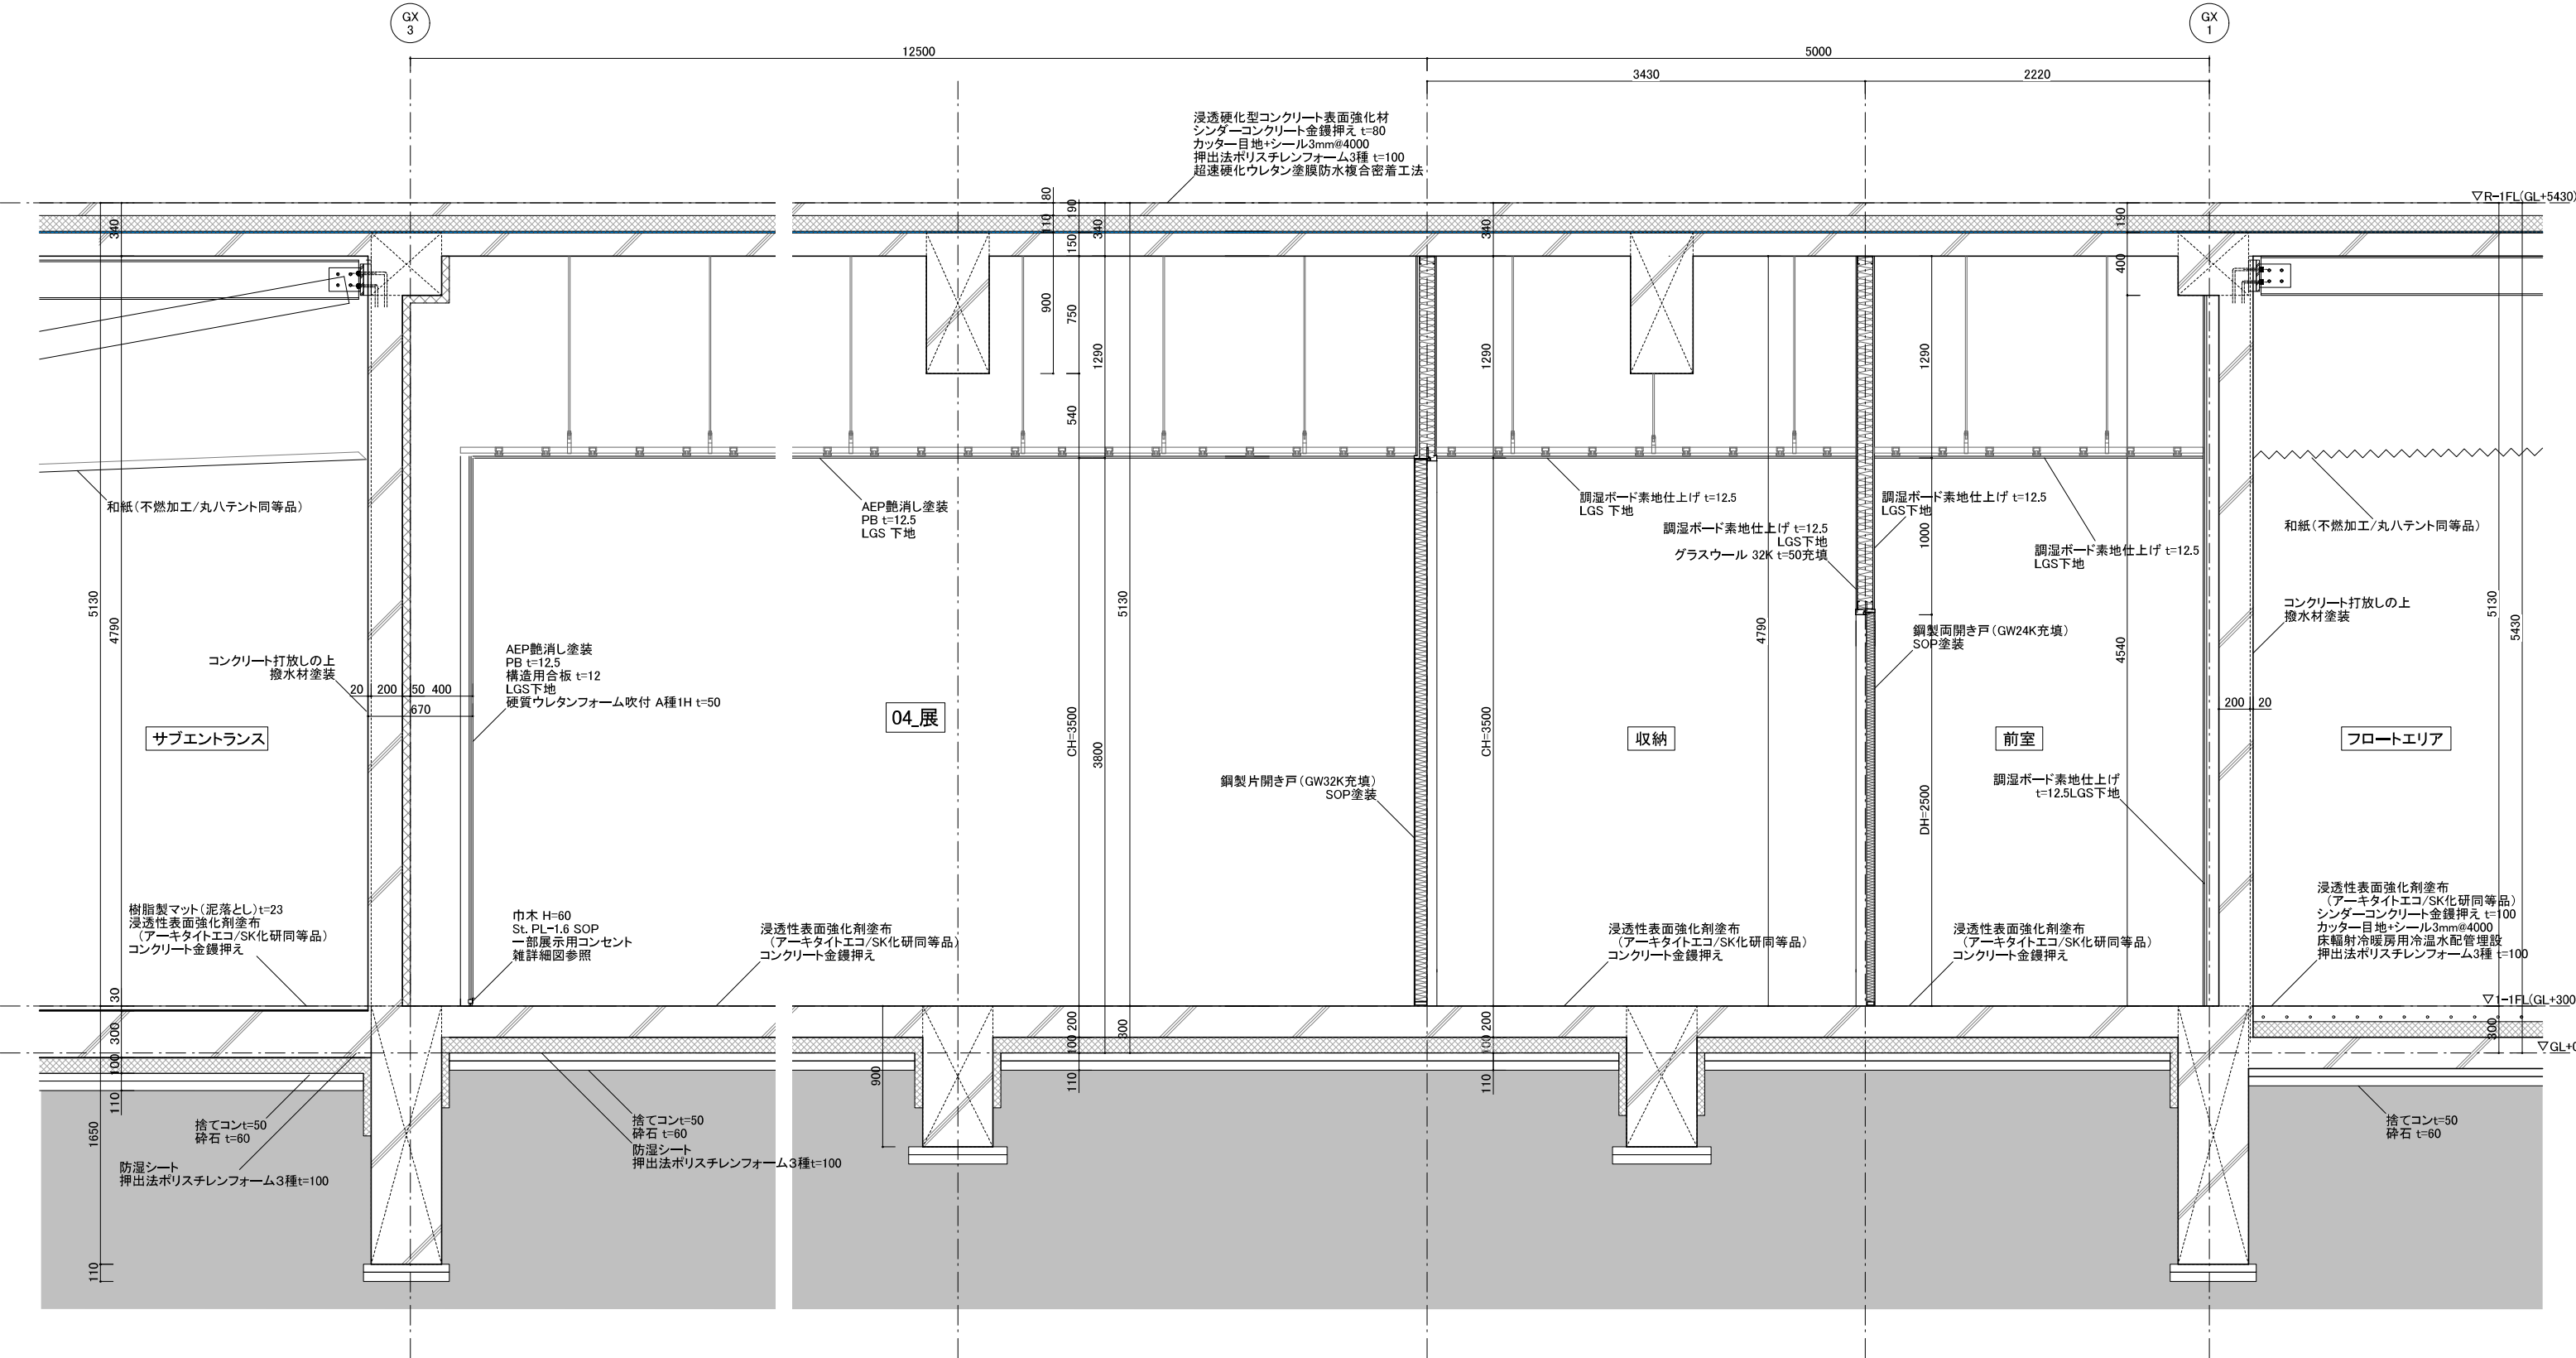 GX
3
GX
1
12500
5000
3430
2220
浸透硬化型コンクリート表面強化材
シンダーコンクリート金鏝押え t=80
カッター目地+シール3mm@4000
押出法ポリスチレンフォーム3種 t=100
超速硬化ウレタン塗膜防水複合密着工法
▽R-1FL(GL+5430)
340
80
110
190
150
340
340
190
400
900
750
1290
1290
1290
540
和紙(不燃加工/丸八テント同等品)
AEP艶消し塗装
PB t=12.5
LGS 下地
調湿ボード素地仕上げ t=12.5
LGS 下地
調湿ボード素地仕上げ t=12.5
LGS下地
グラスウール 32K t=50充填
調湿ボード素地仕上げ t=12.5
LGS下地
1000
調湿ボード素地仕上げ t=12.5
LGS下地
和紙(不燃加工/丸八テント同等品)
5130
4790
5130
4790
4540
5130
5430
コンクリート打放しの上
撥水材塗装
鋼製両開き戸(GW24K充填)
SOP塗装
コンクリート打放しの上
撥水材塗装
AEP艶消し塗装
PB t=12.5
構造用合板 t=12
LGS下地
硬質ウレタンフォーム吹付 A種1H t=50
20
200
50
400
670
200
20
サブエントランス
04_展
収納
前室
フロートエリア
CH=3500
3800
CH=3500
DH=2500
鋼製片開き戸(GW32K充填)
SOP塗装
調湿ボード素地仕上げ
t=12.5LGS下地
樹脂製マット(泥落とし)t=23
浸透性表面強化剤塗布
(アーキタイトエコ/SK化研同等品)
コンクリート金鏝押え
巾木 H=60
St. PL-1.6 SOP
一部展示用コンセント
雑詳細図参照
浸透性表面強化剤塗布
(アーキタイトエコ/SK化研同等品)
コンクリート金鏝押え
浸透性表面強化剤塗布
(アーキタイトエコ/SK化研同等品)
コンクリート金鏝押え
浸透性表面強化剤塗布
(アーキタイトエコ/SK化研同等品)
コンクリート金鏝押え
浸透性表面強化剤塗布
(アーキタイトエコ/SK化研同等品)
シンダーコンクリート金鏝押え t=100
カッター目地+シール3mm@4000
床輻射冷暖房用冷温水配管埋設
押出法ポリスチレンフォーム3種 t=100
▽1-1FL(GL+300
30
300
100
110
1650
110
900
200
100
110
300
200
100
110
300
▽GL+0
捨てコンt=50
砕石 t=60
防湿シート
押出法ポリスチレンフォーム3種t=100
捨てコンt=50
砕石 t=60
防湿シート
押出法ポリスチレンフォーム3種t=100
捨てコンt=50
砕石 t=60